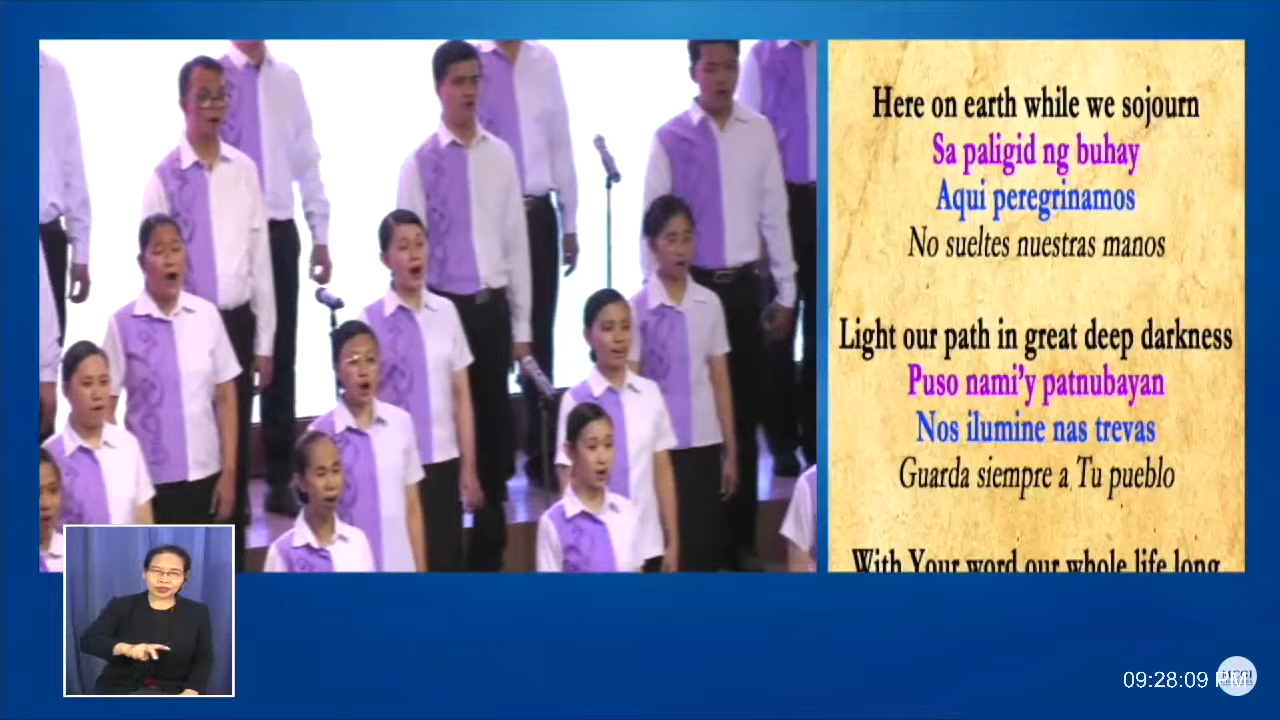 Here on earth while we sojourn
Sa paligid ng buhay
Aqui peregrinamos
No sueltes nuestras manos
Light our path in great deep darkness
Puso nami'y patnubayan
Nos ilumine nas trevas
Guarda siempre a Tu pueblo
With Your word our whole life long
09:28:09 PM